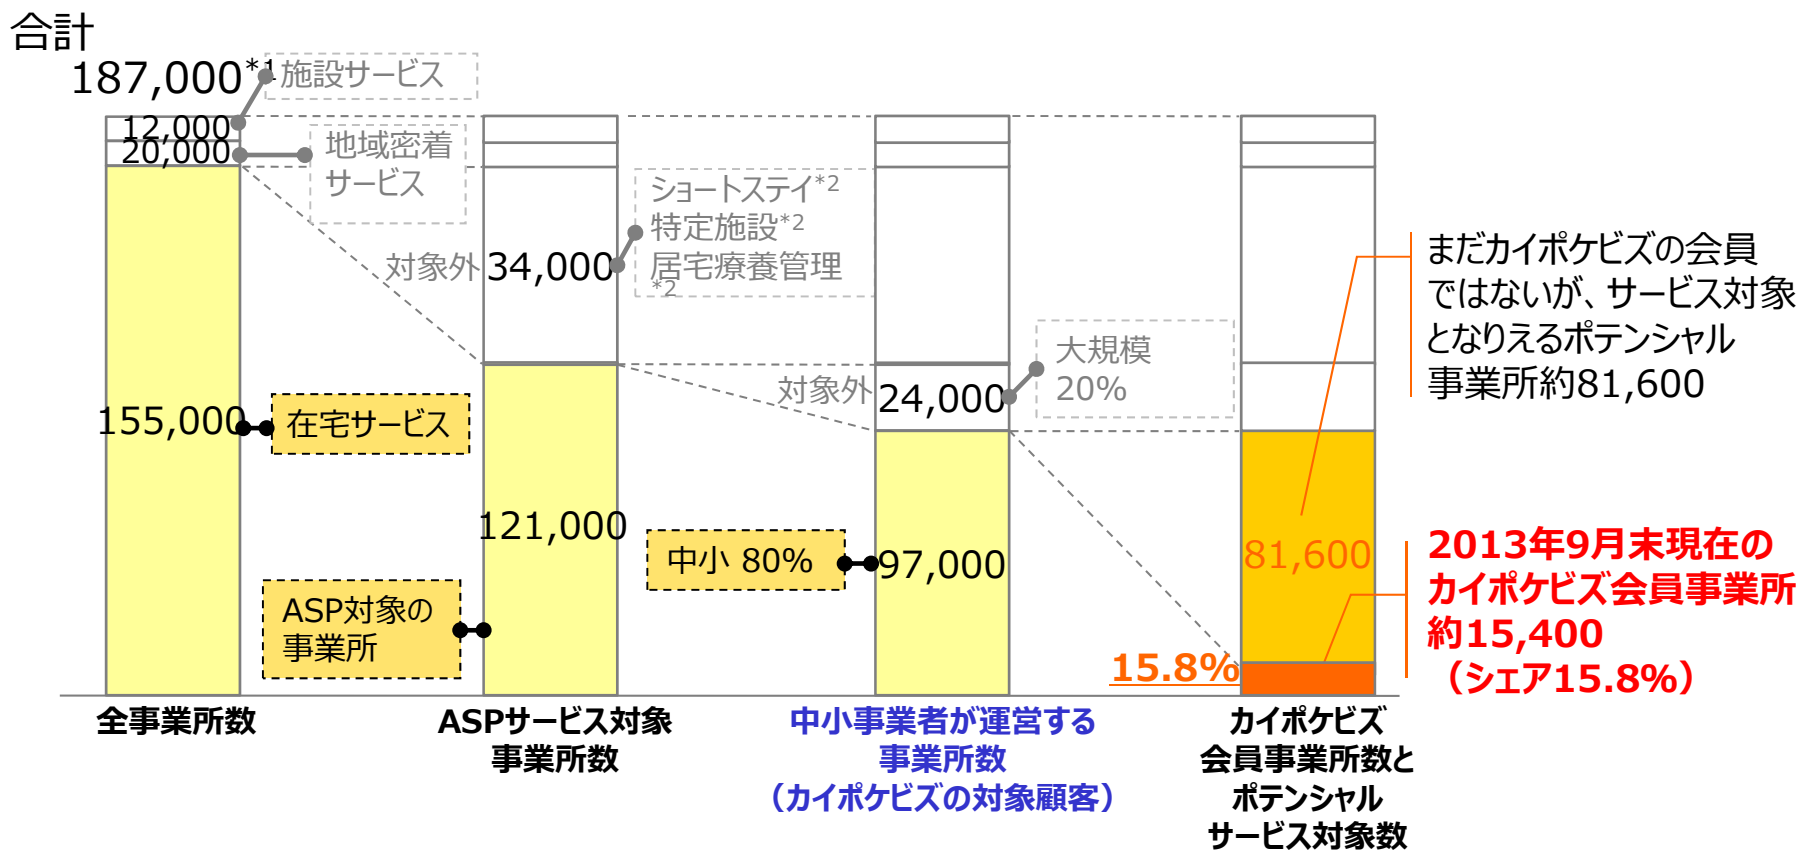 合計
187,000*1
施設サービス
12,000
20,000
地域密着
サービス
155,000
在宅サービス
対象外
34,000
ショートステイ*2
特定施設*2
居宅療養管理
*2
121,000
ASP対象の
事業所
対象外
24,000
大規模
20%
中小 80%
97,000
まだカイポケビズの会員
ではないが、サービス対象
となりえるポテンシャル
事業所約81,600
81,600
15.8%
2013年9月末現在の
カイポケビズ会員事業所
約15,400
（シェア15.8%）
全事業所数
ASPサービス対象
事業所数
中小事業者が運営する
事業所数
（カイポケビズの対象顧客）
カイポケビズ
会員事業所数と
ポテンシャル
サービス対象数